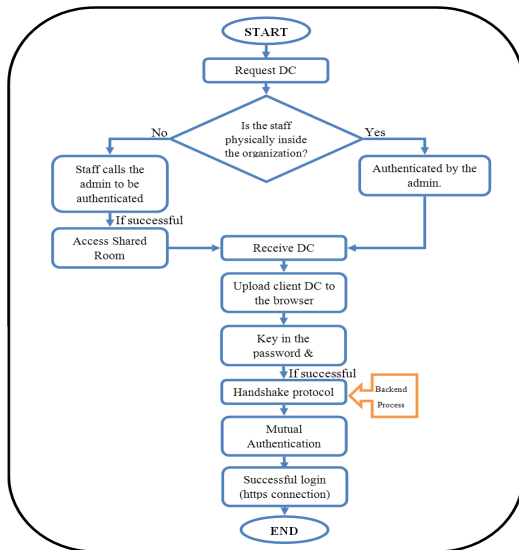 START
Request DC
Is the staff
physically inside
the organization?
No
Yes
Staff calls the
admin to be
authenticated
Authenticated by the
admin.
If successful
Access Shared
Room
Receive DC
Upload client DC to
the browser
Key in the
password &
If successful
Handshake protocol
Backend
Process
Mutual
Authentication
Successful login
(https connection)
END